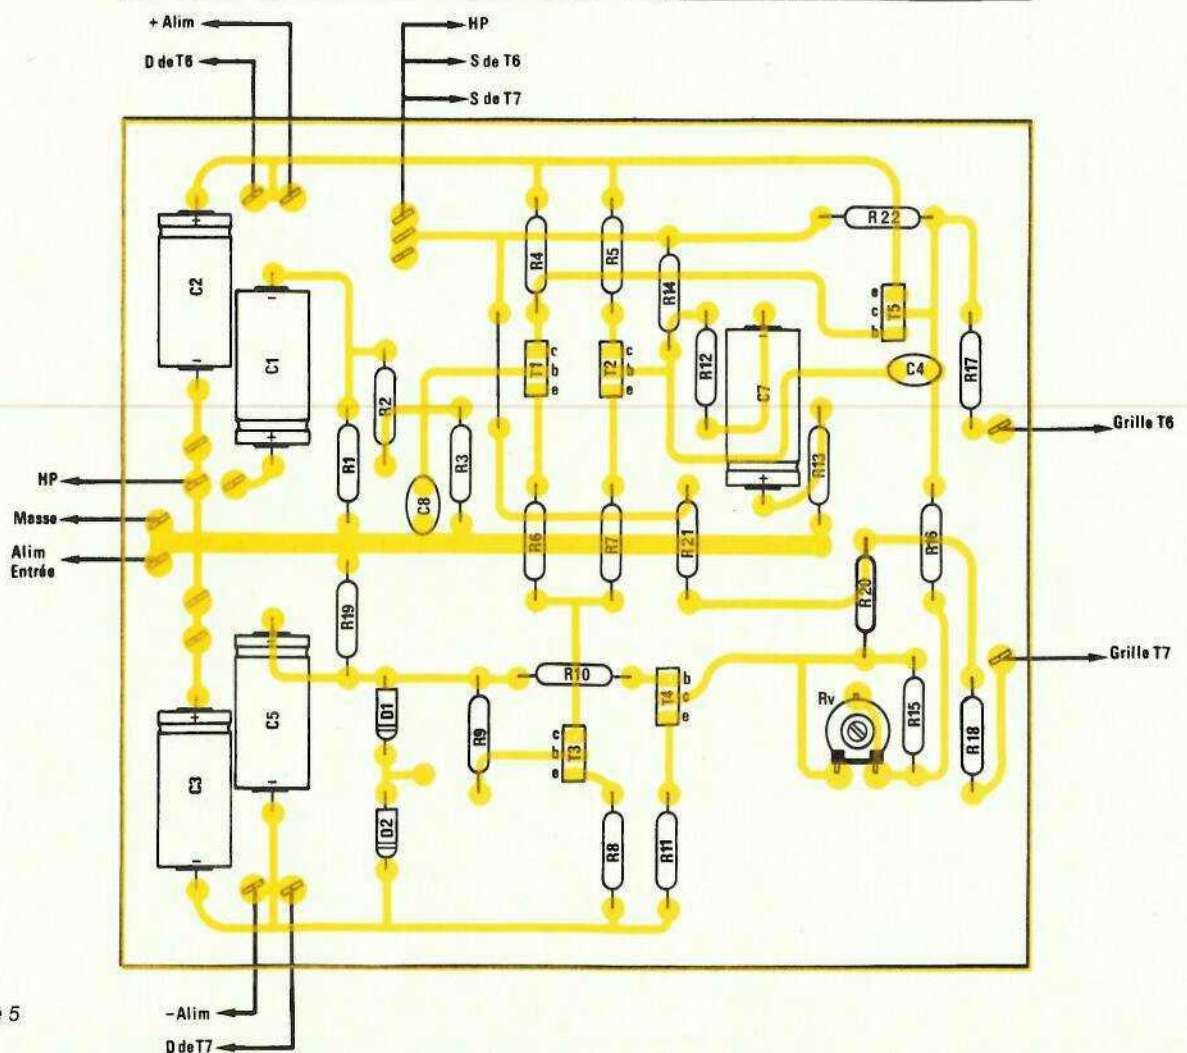 + Alim
HP
D de T6
S de T6
S de T7
+
R 22
C2
R4
R5
R14
e
c
b
T5
-
C1
-
-
R12
C7
C4
R17
T1
c
b
e
T2
c
b
e
R2
+
Grille T6
R1
R3
C8
+
R13
HP
Masse
Alim
Entrée
R6
R7
R21
R16
R 20
R19
Grille T7
R10
b
c
e
T4
D1
R9
C5
Rv
R15
R18
+
c
b
e
T3
C3
-
D2
R8
R11
-
e 5
-Alim
D de T7